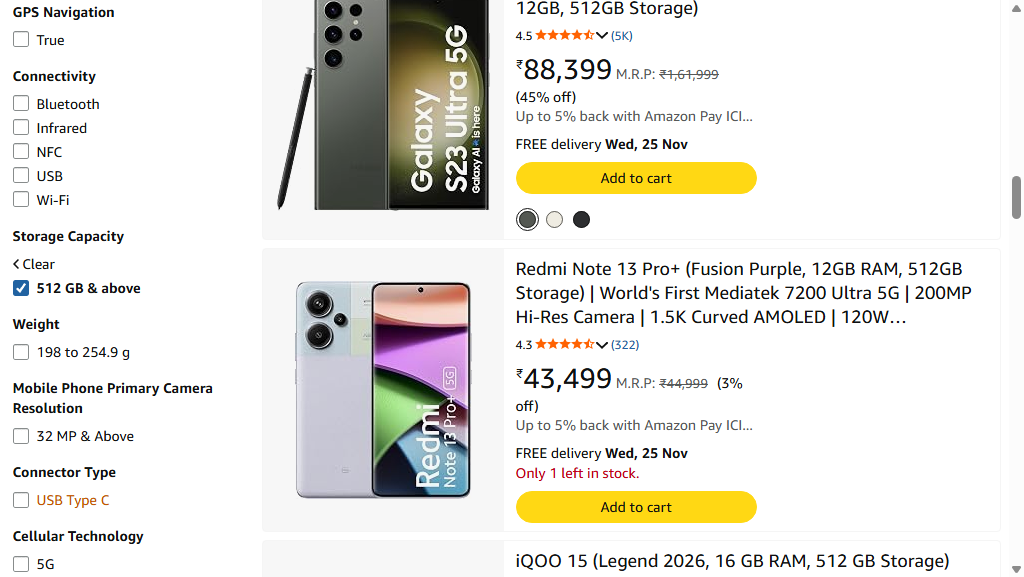 GPS Navigation
True
Connectivity
Bluetooth
Infrared
NFC
USB
Wi-Fi
Storage Capacity
Clear
512 GB & above
Weight
198 to 254.9 g
Mobile Phone Primary Camera
Resolution
32 MP & Above
Connector Type
USB Type C
Cellular Technology
5G
Galaxy
S23 Ultra 5G
Galaxy AI is here
12GB, 512GB Storage)
4.5 (5K)
₹88,399 M.R.P: ₹1,61,999
(45% off)
Up to 5% back with Amazon Pay ICI…
FREE delivery Wed, 25 Nov
Add to cart
Redmi
Note 13 Pro+ 5G
Redmi Note 13 Pro+ (Fusion Purple, 12GB RAM, 512GB
Storage) | World's First Mediatek 7200 Ultra 5G | 200MP
Hi-Res Camera | 1.5K Curved AMOLED | 120W…
4.3 (322)
₹43,499 M.R.P: ₹44,999 (3%
off)
Up to 5% back with Amazon Pay ICI…
FREE delivery Wed, 25 Nov
Only 1 left in stock.
Add to cart
iQOO 15 (Legend 2026, 16 GB RAM, 512 GB Storage)